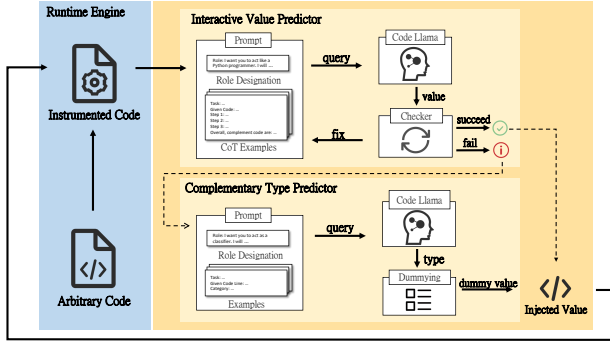 Runtime Engine
Instrumented Code
Arbitrary Code
Interactive Value Predictor
Prompt
Role: I want you to act like a
Python programmer. I will ....
Role Designation
Task: ...
Given Code: ...
Step 1: ...
Step 2: ...
Step 3: ...
Overall, complement code are: ...
CoT Examples
query
fix
Code Llama
value
Checker
succeed
fail
Complementary Type Predictor
Prompt
Role: I want you to act as a
classifier. I will ....
Role Designation
Task: ...
Given Code Line: ...
Category: ...
Examples
query
Code Llama
type
Dummying
dummy value
Injected Value